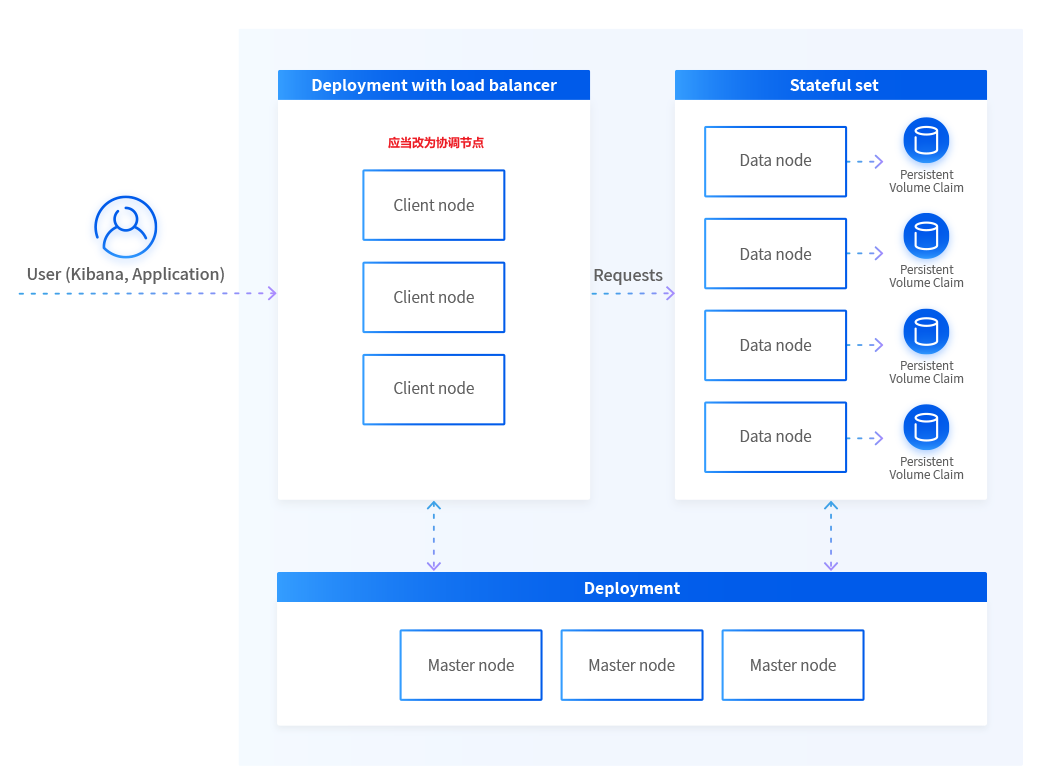 Deployment with load balancer
应当改为协调节点
Client node
Client node
Client node
User (Kibana, Application)
Requests
Stateful set
Data node
Persistent
Volume Claim
Data node
Persistent
Volume Claim
Data node
Persistent
Volume Claim
Data node
Persistent
Volume Claim
Deployment
Master node
Master node
Master node